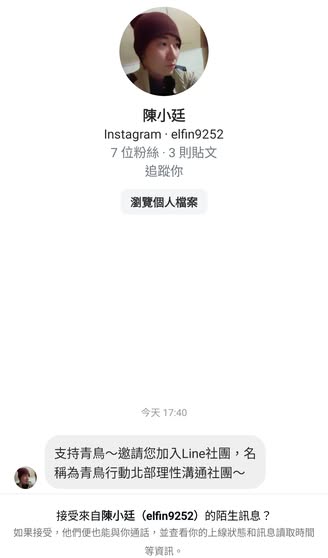 陳小廷
Instagram · elfin9252
7 位粉絲 · 3 則貼文
追蹤你
瀏覽個人檔案
今天 17:40
支持青鳥～邀請您加入Line社團，名
稱為青鳥行動北部理性溝通社團～
接受來自陳小廷（elfin9252）的陌生訊息？
如果接受，他們便也能與你通話，並查看你的上線狀態和訊息讀取時間
等資訊。